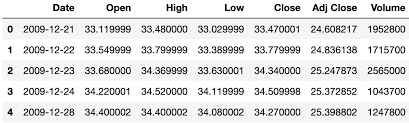 Date Open High Low Close Adj Close Volume
0 2009-12-21 33.119999 33.480000 33.029999 33.470001 24.608217 1952800
1 2009-12-22 33.549999 33.799999 33.389999 33.779999 24.836138 1715700
2 2009-12-23 33.680000 34.369999 33.630001 34.340000 25.247873 2565000
3 2009-12-24 34.220001 34.520000 34.119999 34.509998 25.372852 1043700
4 2009-12-28 34.400002 34.400002 34.080002 34.270000 25.398802 1247800